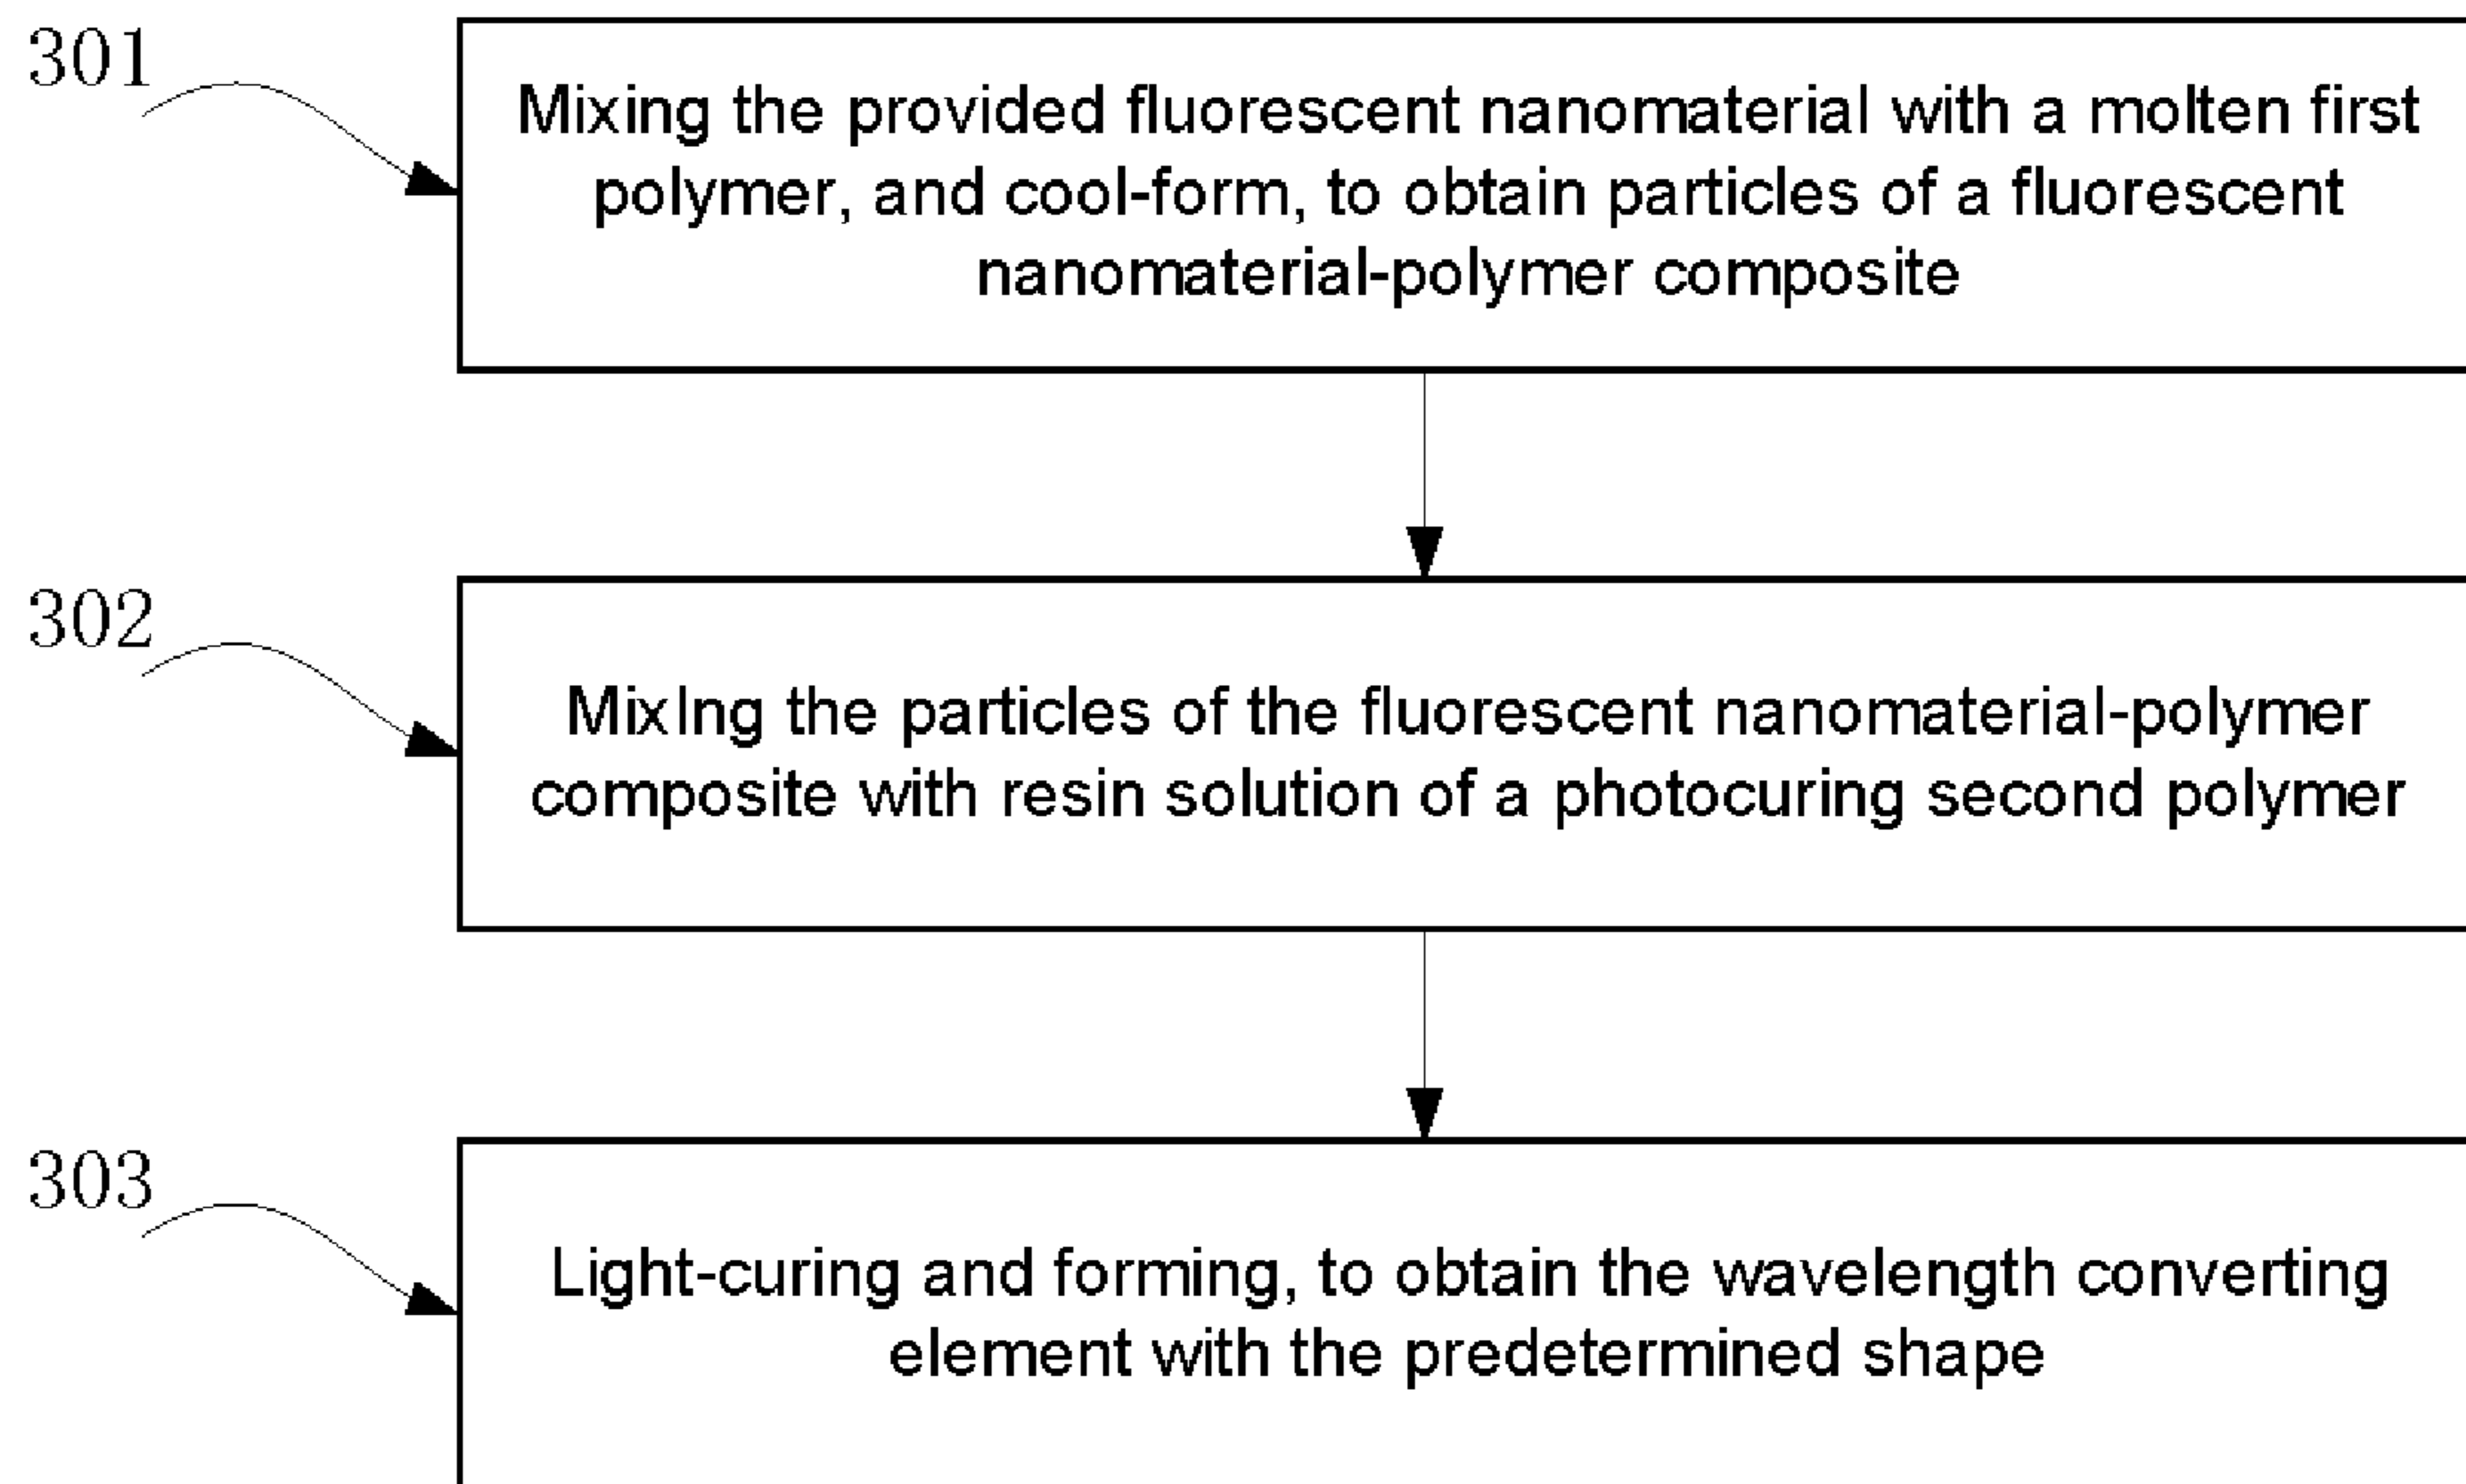 301
Mixing the provided fluorescent nanomaterial with a molten first
polymer, and cool-form, to obtain particles of a fluorescent
nanomaterial-polymer composite
302
MixIng the particles of the fluorescent nanomaterial-polymer
composite with resin solution of a photocuring second polymer
303
Light-curing and forming, to obtain the wavelength converting
element with the predetermined shape